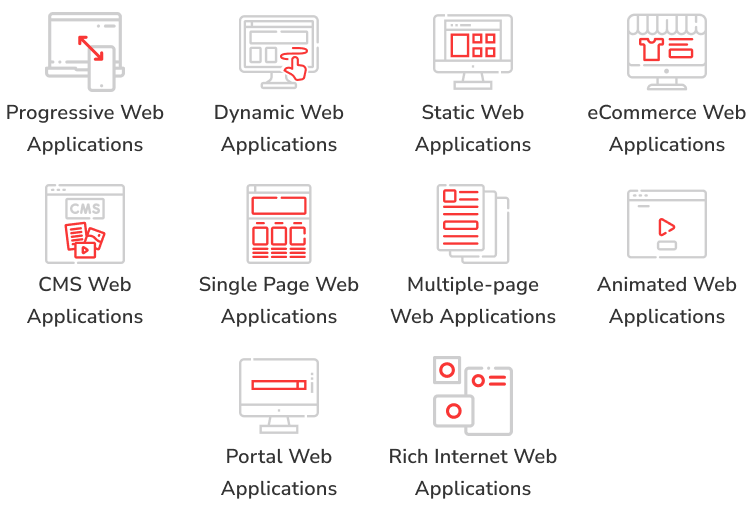 Progressive Web
Applications
Dynamic Web
Applications
Static Web
Applications
eCommerce Web
Applications
CMS
CMS Web
Applications
Single Page Web
Applications
Multiple-page
Web Applications
Animated Web
Applications
Portal Web
Applications
Rich Internet Web
Applications